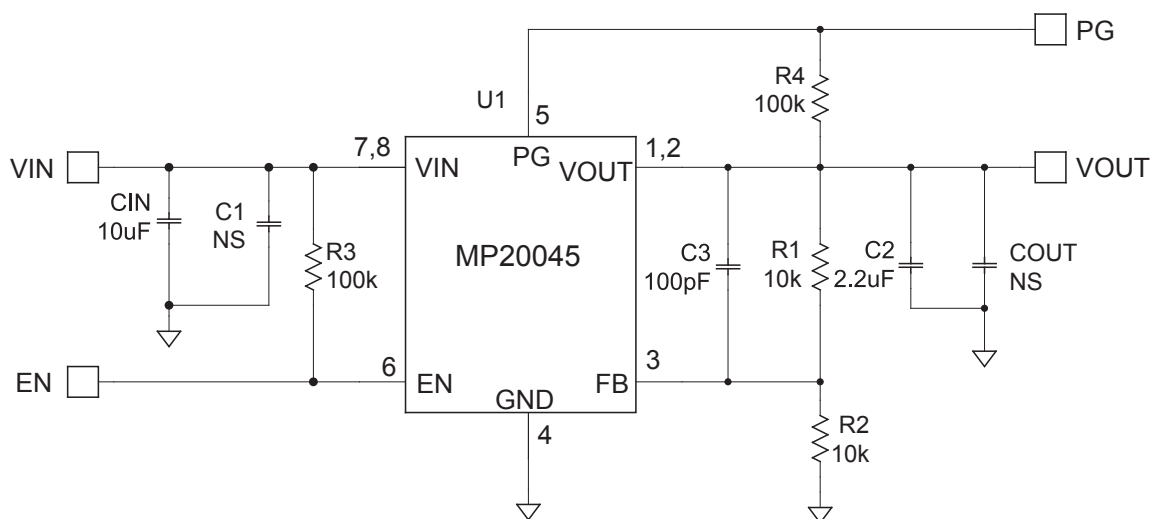 PG
R4
100k
U1
5
7,8
1,2
VIN
VIN
PG
VOUT
VOUT
CIN
10uF
C1
NS
R3
100k
MP20045
C3
100pF
R1
10k
C2
2.2uF
COUT
NS
EN
6
EN
GND
FB
3
4
R2
10k